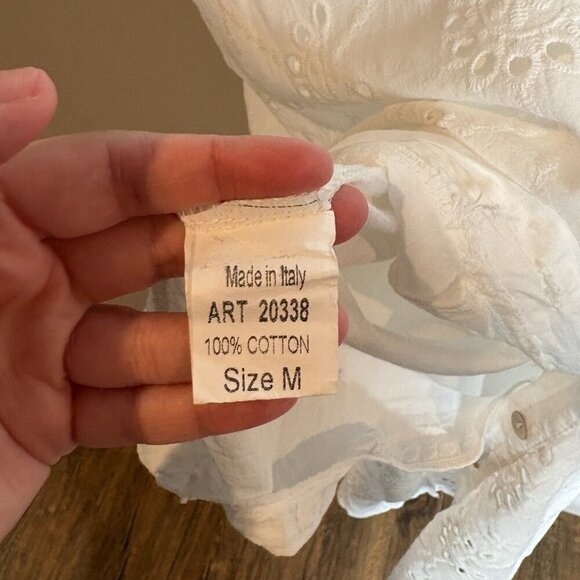 Made in Italy
ART 20338
100% COTTON
Size M